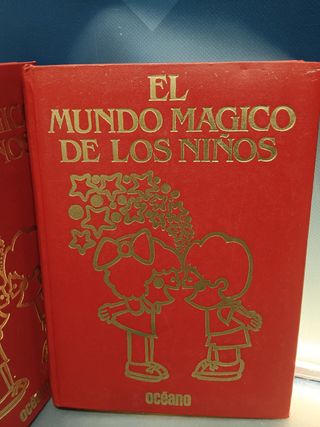 EL
MUNDO MAGICO
DE LOS NIÑOS
océano